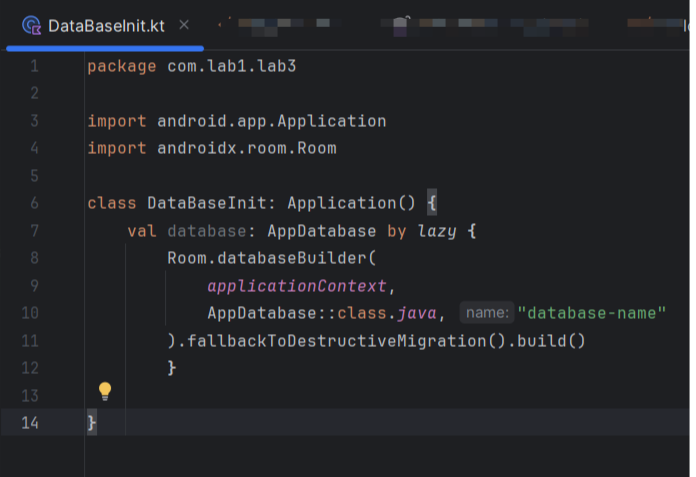 DataBaseInit.kt
1 package com.lab1.lab3
2
3 import android.app.Application
4 import androidx.room.Room
5
6 class DataBaseInit: Application() {
7 val database: AppDatabase by lazy {
8 Room.databaseBuilder(
9 applicationContext,
10 AppDatabase::class.java, name: "database-name"
11 ).fallbackToDestructiveMigration().build()
12 }
13
14 }